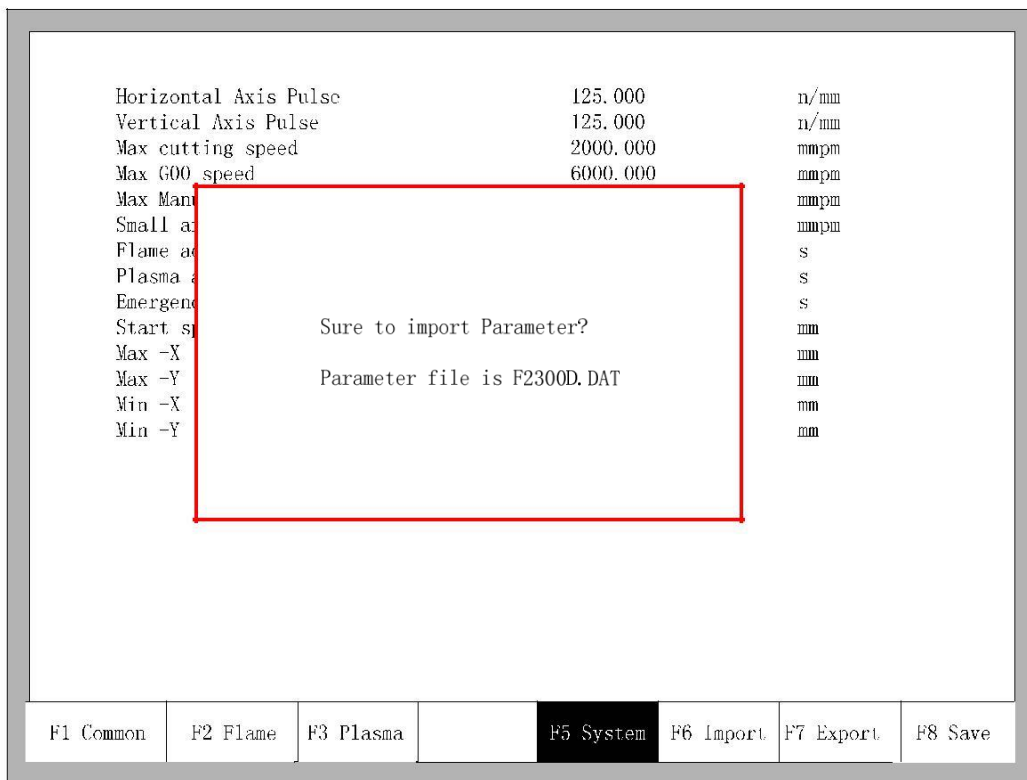 Horizontal Axis Pulse 125.000 n/mm
Vertical Axis Pulse 125.000 n/mm
Max cutting speed 2000.000 mmpm
Max G00 speed 6000.000 mmpm
Max Manu mmpm
Small a mmpm
Flame a s
Plasma s
Emergen s
Start s mm
Max -X mm
Max -Y mm
Min -X mm
Min -Y mm
Sure to import Parameter?
Parameter file is F2300D.DAT
F1 Common F2 Flame F3 Plasma F5 System F6 Import F7 Export F8 Save